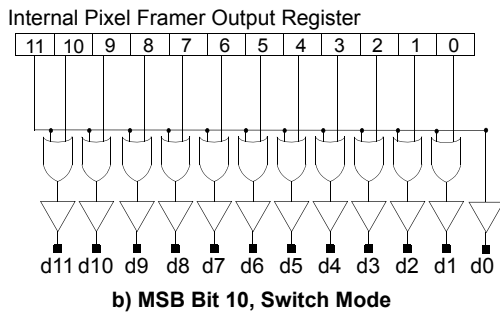 Internal Pixel Framer Output Register
11 10 9 8 7 6 5 4 3 2 1 0
d11 d10 d9 d8 d7 d6 d5 d4 d3 d2 d1 d0
b) MSB Bit 10, Switch Mode